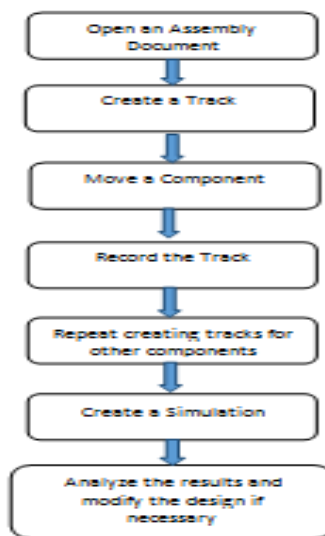 Open an Assembly
Document
Create a Track
Move a Component
Record the Track
Repeat creating tracks for
other components
Create a Simulation
Analyze the results and
modify the design if
necessary